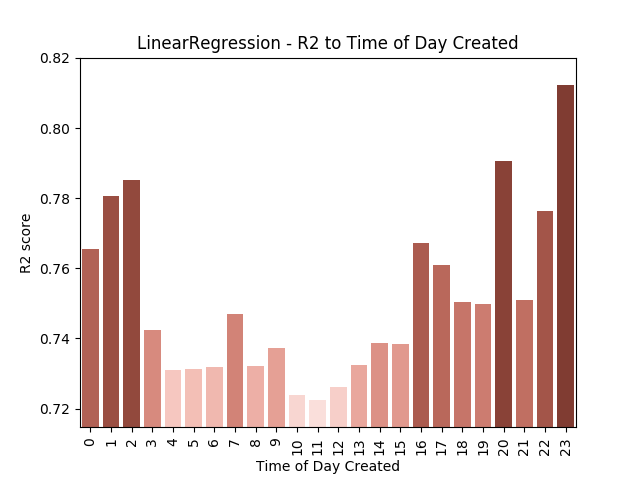 LinearRegression - R2 to Time of Day Created
0.82
0.80
0.78
0.76
0.74
0.72
R2 score
0 1 2 3 4 5 6 7 8 9 10 11 12 13 14 15 16 17 18 19 20 21 22 23
Time of Day Created